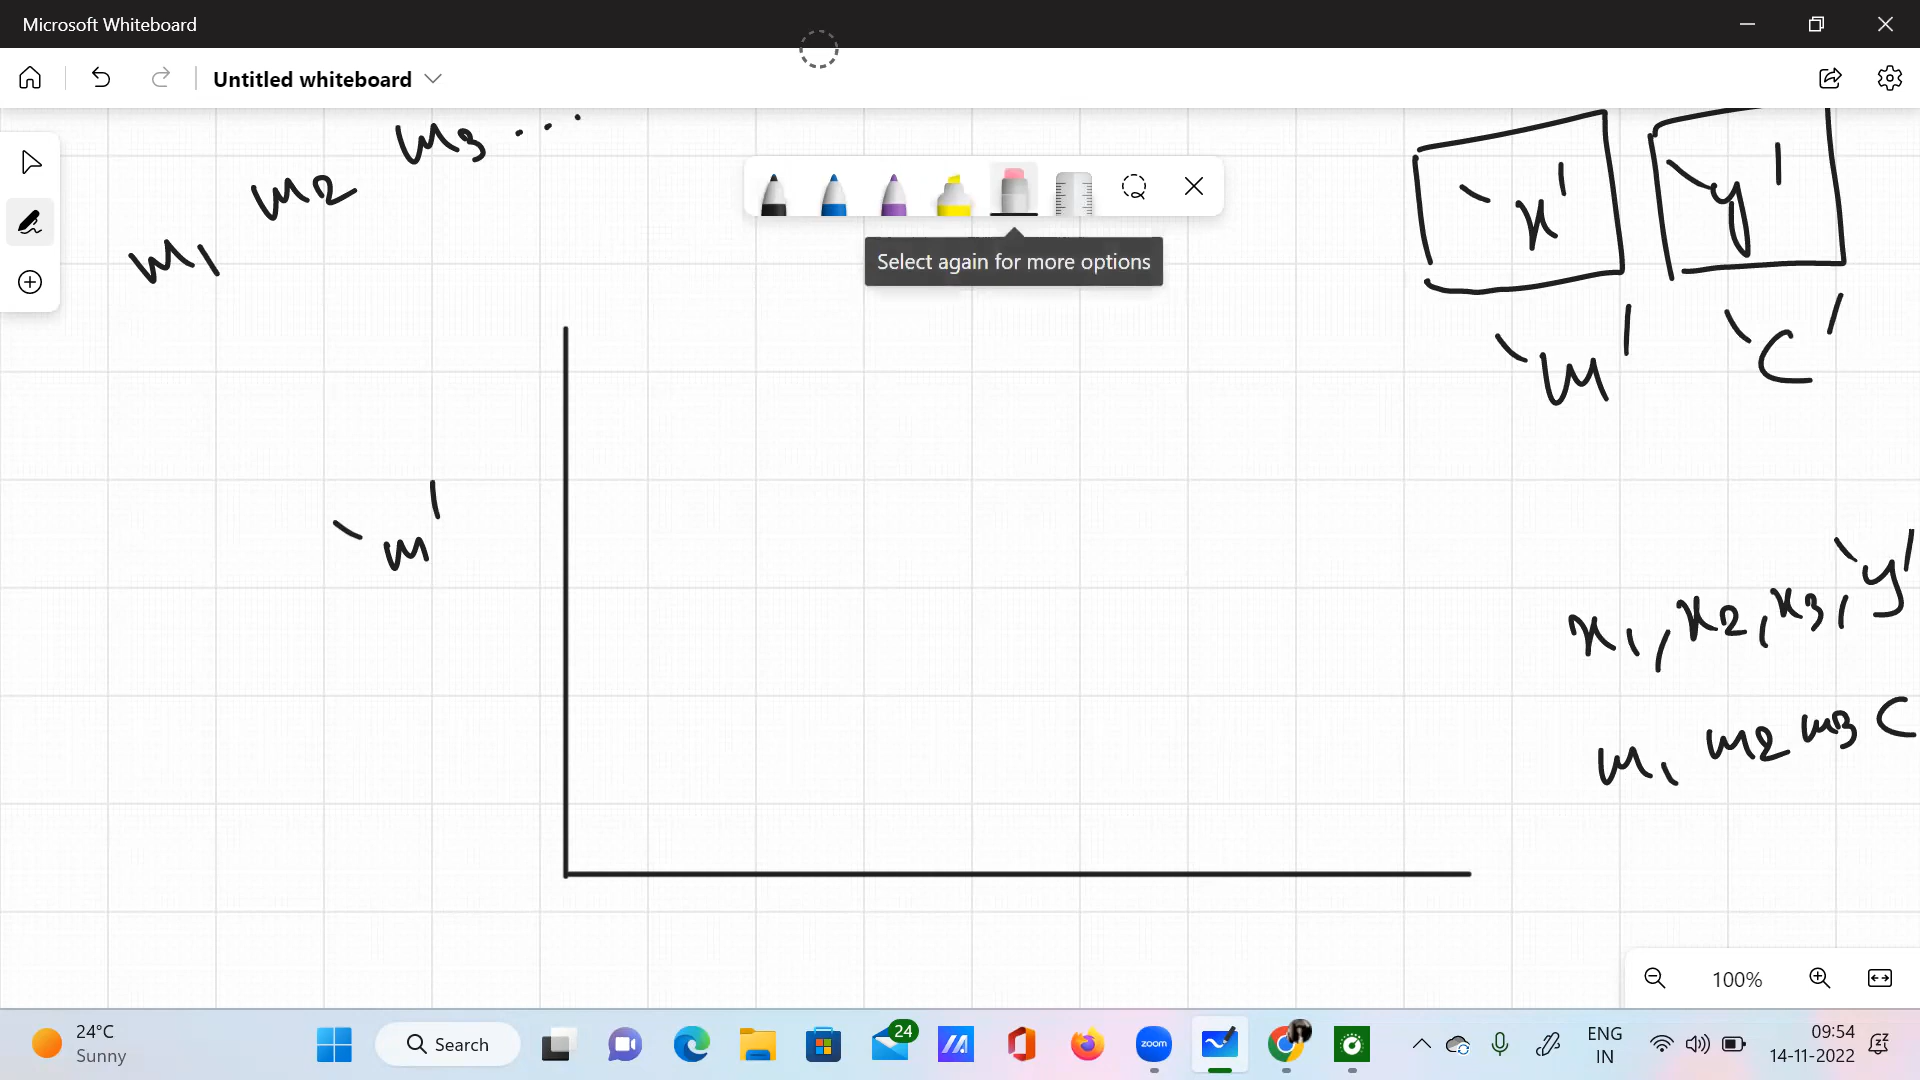 Microsoft Whiteboard
Untitled whiteboard
m1 m2 m3 ...
Select again for more options
`x' `y'
`m' `c'
`m'
x1, x2, x3, `y'
m1 m2 m3 c
100%
24°C
Sunny
Search
24
zoom
ENG
IN
09:54
14-11-2022